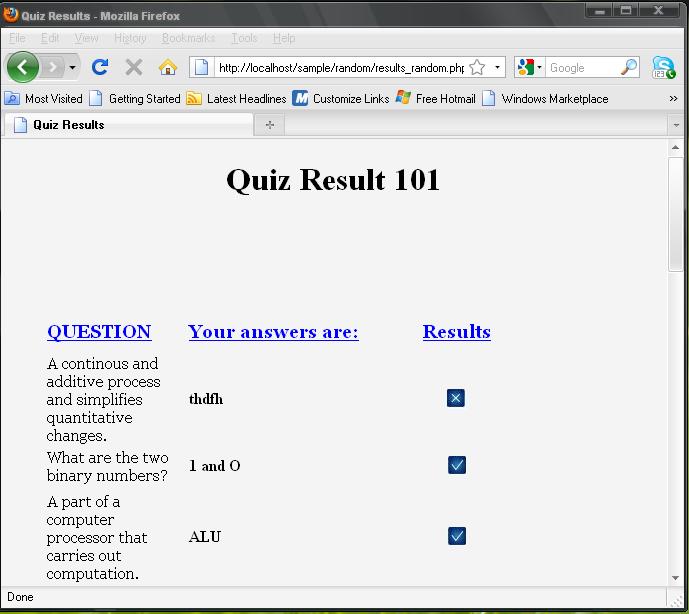 Quiz Results - Mozilla Firefox
File Edit View History Bookmarks Tools Help
http://localhost/sample/random/results_random.php
Google
Most Visited Getting Started Latest Headlines Customize Links Free Hotmail Windows Marketplace »
Quiz Results
Quiz Result 101
QUESTION Your answers are: Results
A continous and
additive process
and simplifies
quantitative
changes.
thdfh
What are the two
binary numbers?
1 and O
A part of a
computer
processor that
carries out
computation.
ALU
Done